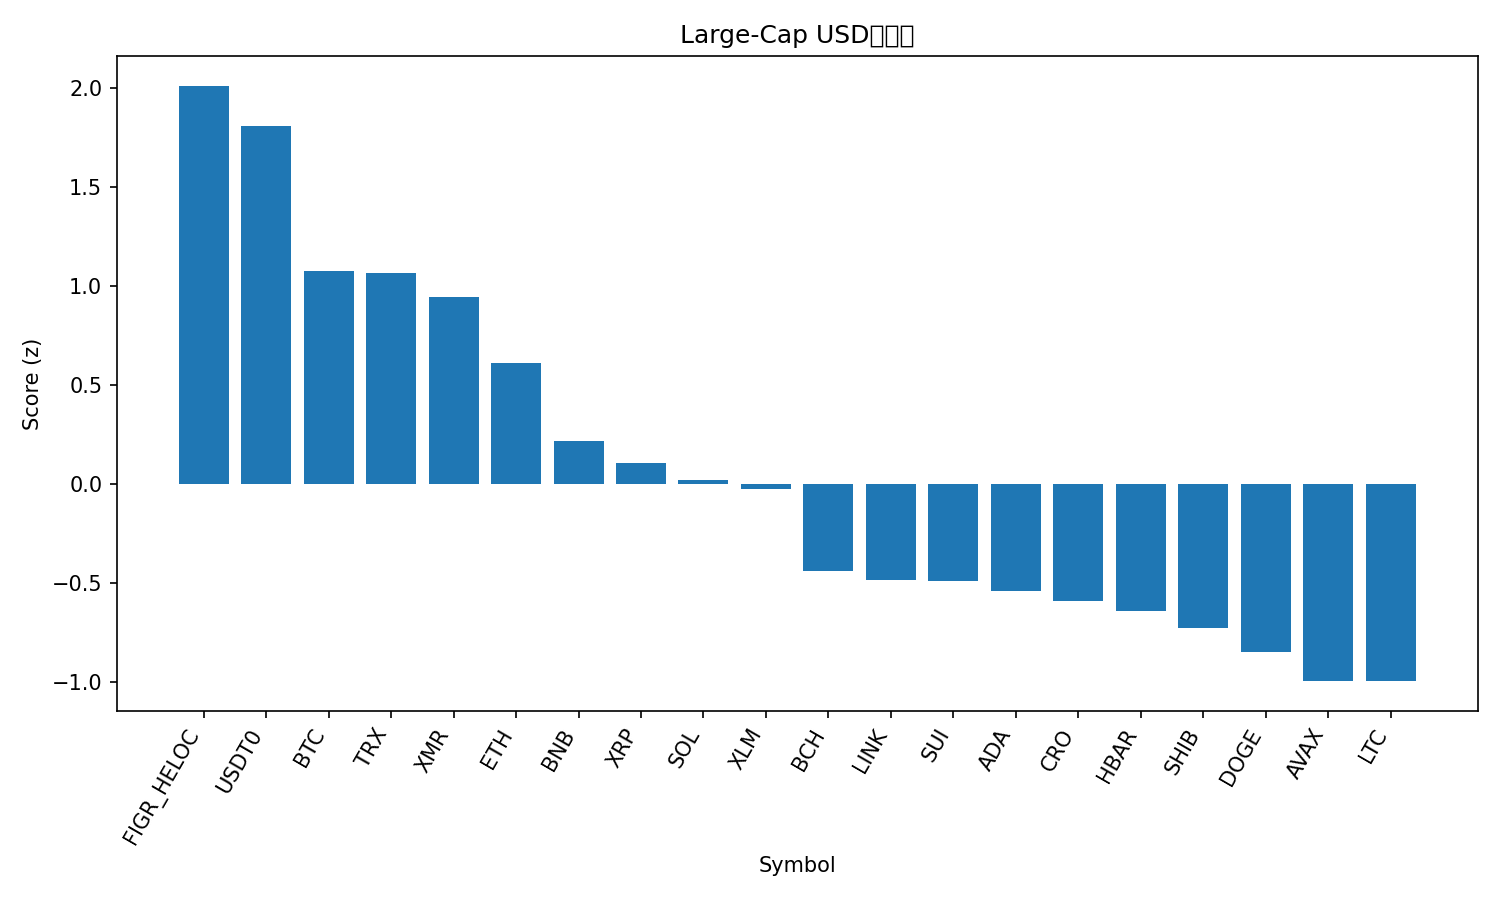 Large-Cap USD
2.0
1.5
1.0
0.5
0.0
−0.5
−1.0
Score (z)
FIGR_HELOC
USDT0
BTC
TRX
XMR
ETH
BNB
XRP
SOL
XLM
BCH
LINK
SUI
ADA
CRO
HBAR
SHIB
DOGE
AVAX
LTC
Symbol